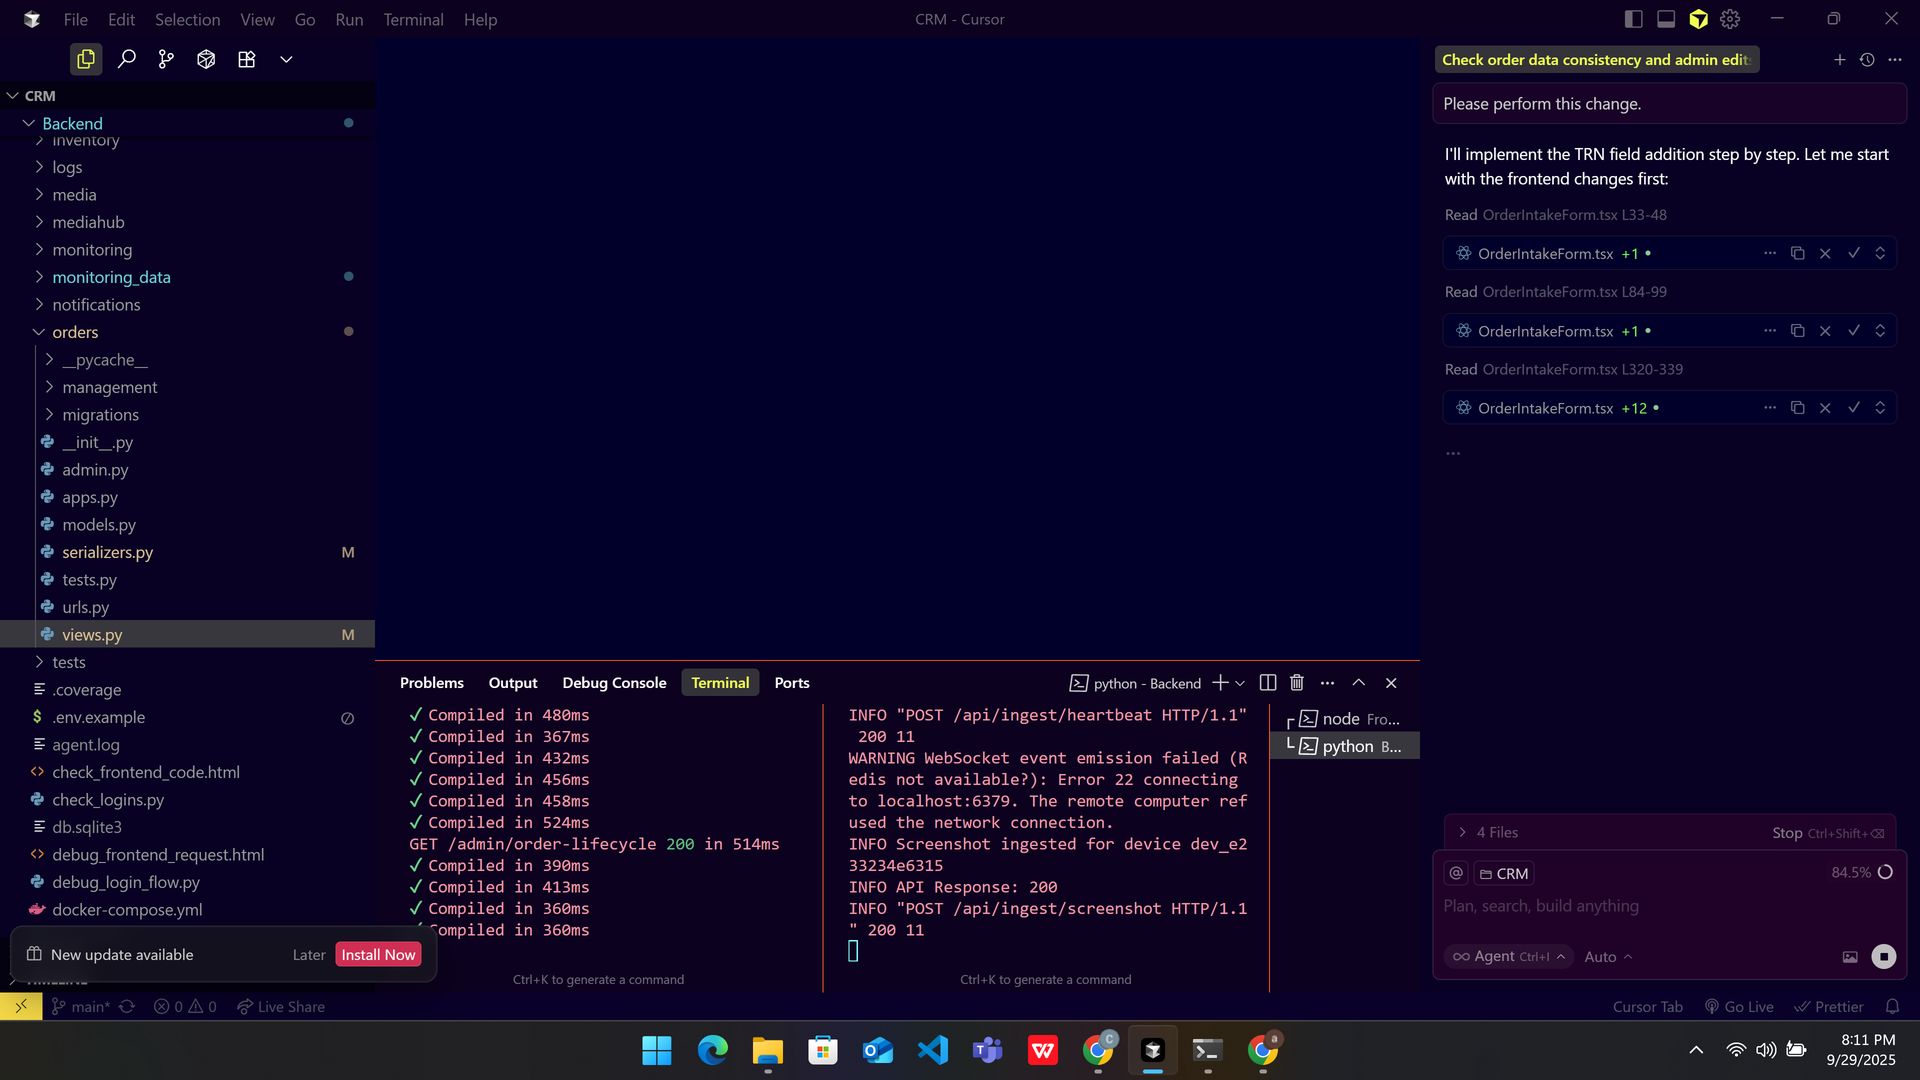 File Edit Selection View Go Run Terminal Help
CRM - Cursor
CRM
Backend
inventory
logs
media
mediahub
monitoring
monitoring_data
notifications
orders
__pycache__
management
migrations
__init__.py
admin.py
apps.py
models.py
serializers.py M
tests.py
urls.py
views.py M
tests
.coverage
.env.example
agent.log
check_frontend_code.html
check_logins.py
db.sqlite3
debug_frontend_request.html
debug_login_flow.py
docker-compose.yml
TIMELINE
New update available Later Install Now
Problems Output Debug Console Terminal Ports
python - Backend
✓ Compiled in 480ms
✓ Compiled in 367ms
✓ Compiled in 432ms
✓ Compiled in 456ms
✓ Compiled in 458ms
✓ Compiled in 524ms
GET /admin/order-lifecycle 200 in 514ms
✓ Compiled in 390ms
✓ Compiled in 413ms
✓ Compiled in 360ms
✓ Compiled in 360ms
Ctrl+K to generate a command
INFO "POST /api/ingest/heartbeat HTTP/1.1"
200 11
WARNING WebSocket event emission failed (R
edis not available?): Error 22 connecting
to localhost:6379. The remote computer ref
used the network connection.
INFO Screenshot ingested for device dev_e2
33234e6315
INFO API Response: 200
INFO "POST /api/ingest/screenshot HTTP/1.1
" 200 11
Ctrl+K to generate a command
node Fro...
python B...
Check order data consistency and admin edit
Please perform this change.
I'll implement the TRN field addition step by step. Let me start
with the frontend changes first:
Read OrderIntakeForm.tsx L33-48
OrderIntakeForm.tsx +1 •
Read OrderIntakeForm.tsx L84-99
OrderIntakeForm.tsx +1 •
Read OrderIntakeForm.tsx L320-339
OrderIntakeForm.tsx +12 •
...
4 Files Stop Ctrl+Shift+⌫
@ CRM 84.5%
Plan, search, build anything
Agent Ctrl+I Auto
main* 0 0 Live Share
Cursor Tab Go Live Prettier
8:11 PM
9/29/2025